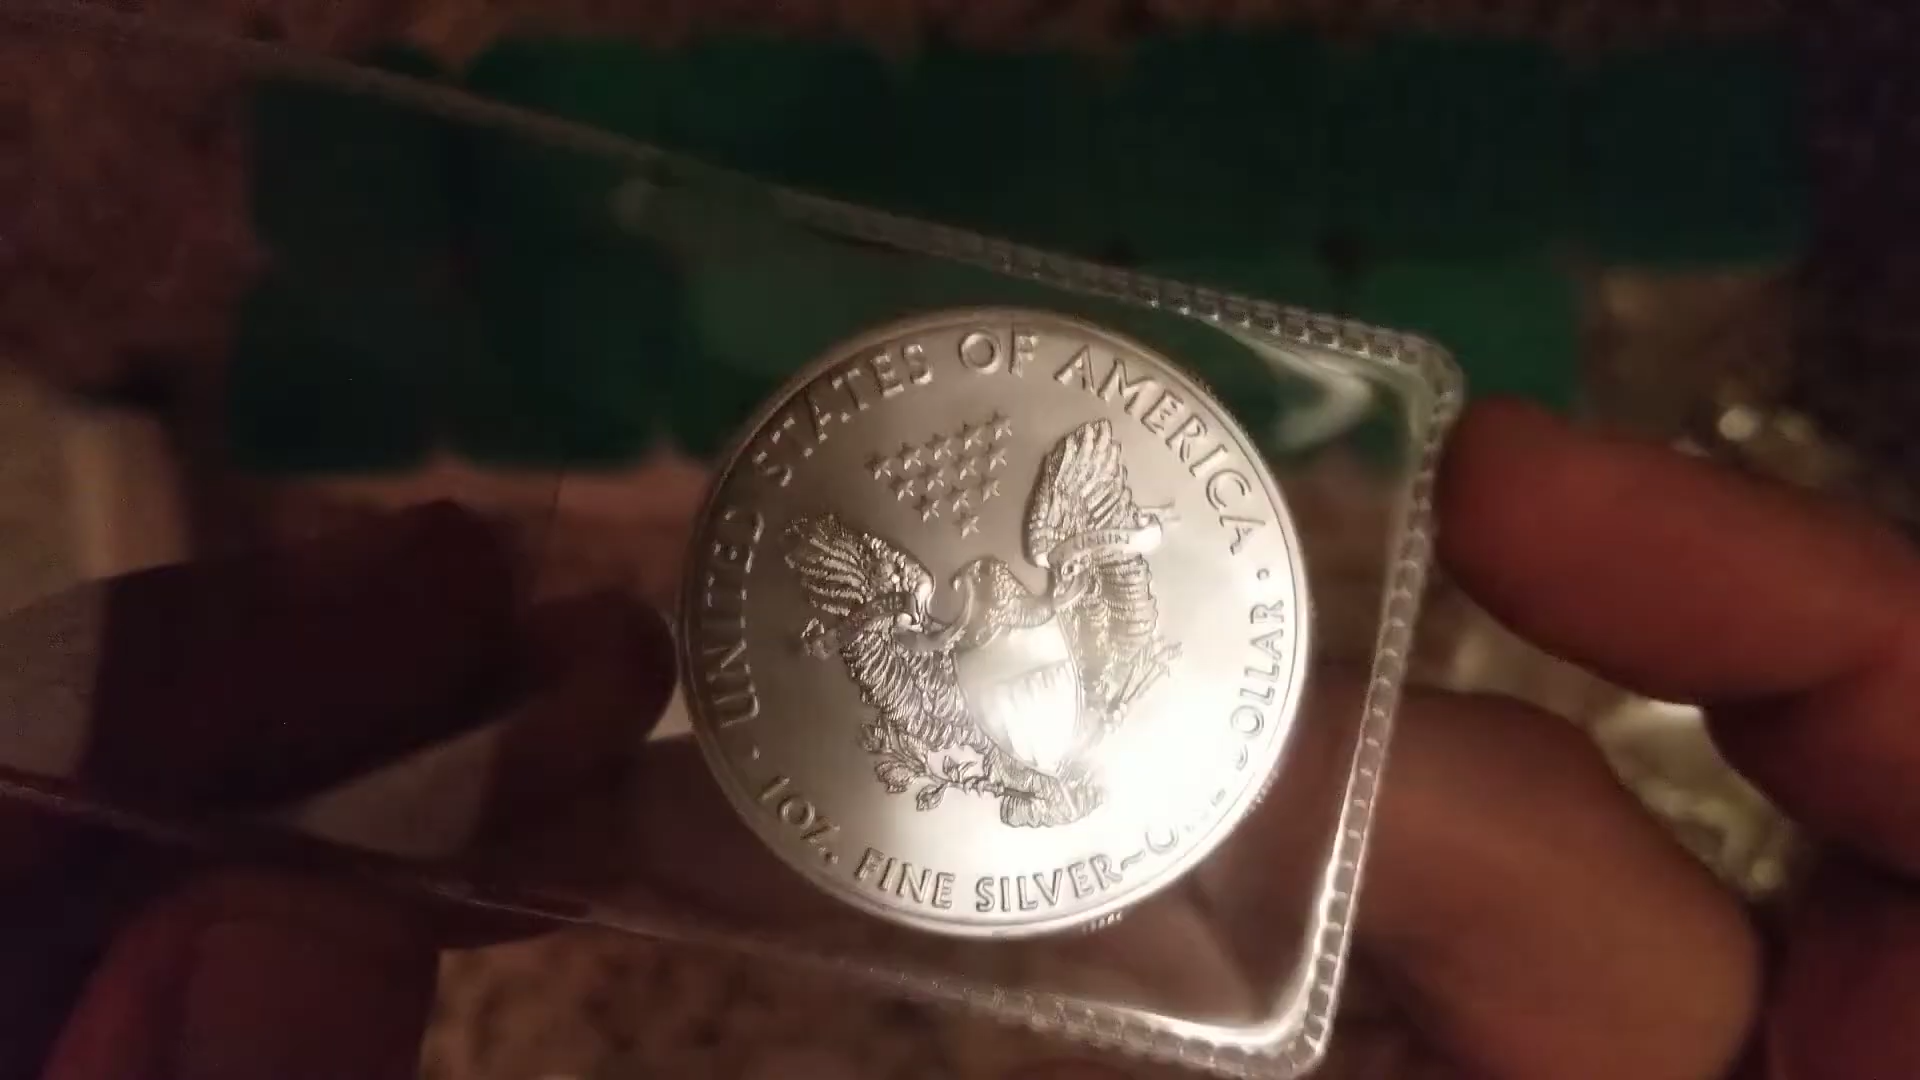 UNITED STATES OF AMERICA
1 OZ. FINE SILVER~
DOLLAR